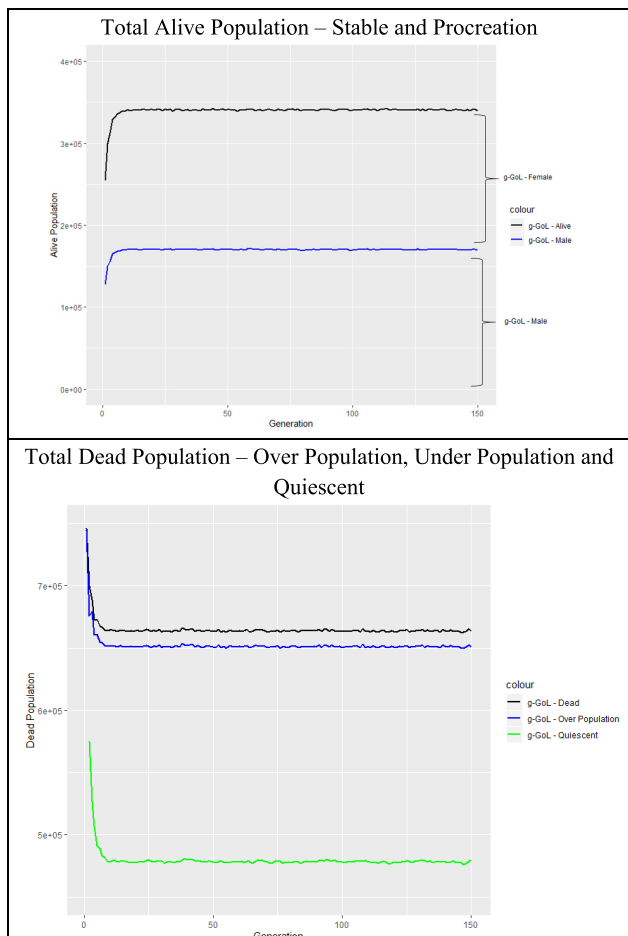 Total Alive Population – Stable and Procreation
4e+05
3e+05
2e+05
1e+05
0e+00
Alive Population
0
50
100
150
Generation
g-GoL - Female
colour
g-GoL - Alive
g-GoL - Male
g-GoL - Male
Total Dead Population – Over Population, Under Population and
Quiescent
7e+05
6e+05
5e+05
Dead Population
0
50
100
150
Generation
colour
g-GoL - Dead
g-GoL - Over Population
g-GoL - Quiescent